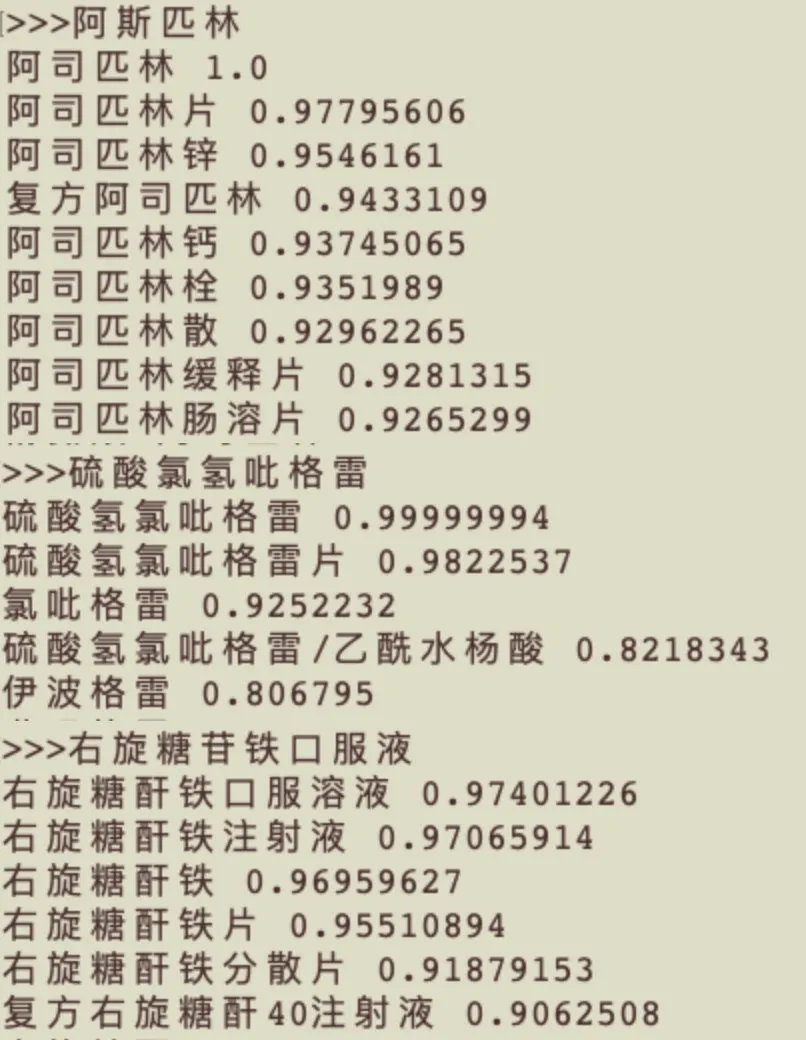 >>>阿斯匹林
阿司匹林 1.0
阿司匹林片 0.97795606
阿司匹林锌 0.9546161
复方阿司匹林 0.9433109
阿司匹林钙 0.93745065
阿司匹林栓 0.9351989
阿司匹林散 0.92962265
阿司匹林缓释片 0.9281315
阿司匹林肠溶片 0.9265299
>>>硫酸氯氢吡格雷
硫酸氢氯吡格雷 0.99999994
硫酸氢氯吡格雷片 0.9822537
氯吡格雷 0.9252232
硫酸氢氯吡格雷/乙酰水杨酸 0.8218343
伊波格雷 0.806795
>>>右旋糖苷铁口服液
右旋糖酐铁口服溶液 0.97401226
右旋糖酐铁注射液 0.97065914
右旋糖酐铁 0.96959627
右旋糖酐铁片 0.95510894
右旋糖酐铁分散片 0.91879153
复方右旋糖酐40注射液 0.9062508